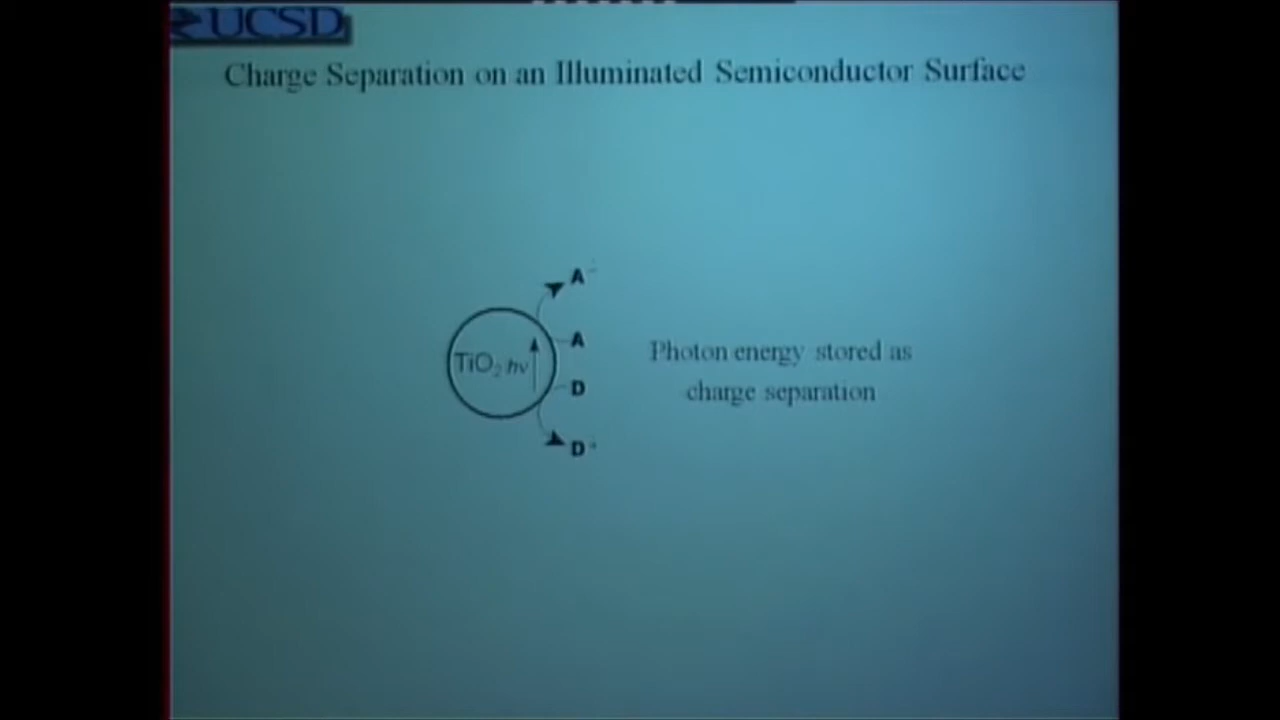 UCSD
Charge Separation on an Illuminated Semiconductor Surface
A⁻
A
TiO₂ hν
D
D⁺
Photon energy stored as
charge separation